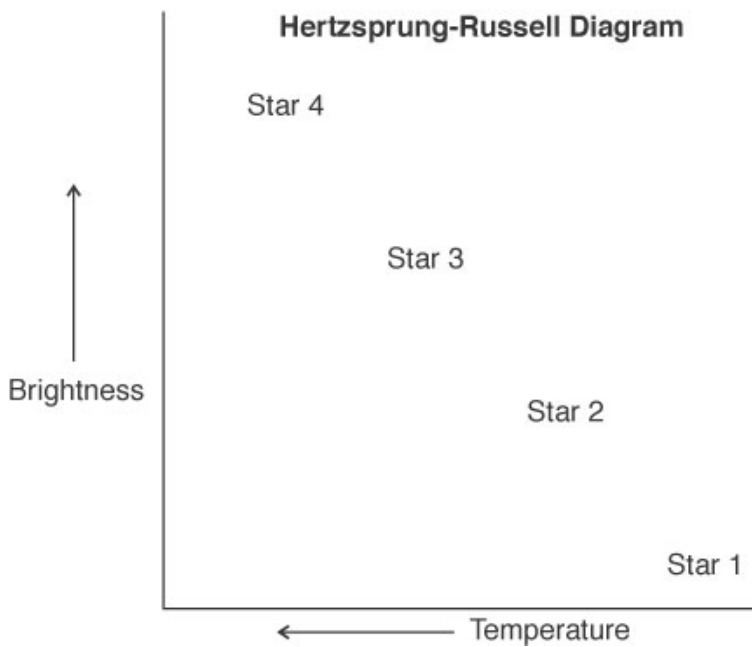 Hertzsprung-Russell Diagram
Star 4
Star 3
Brightness
Star 2
Star 1
Temperature